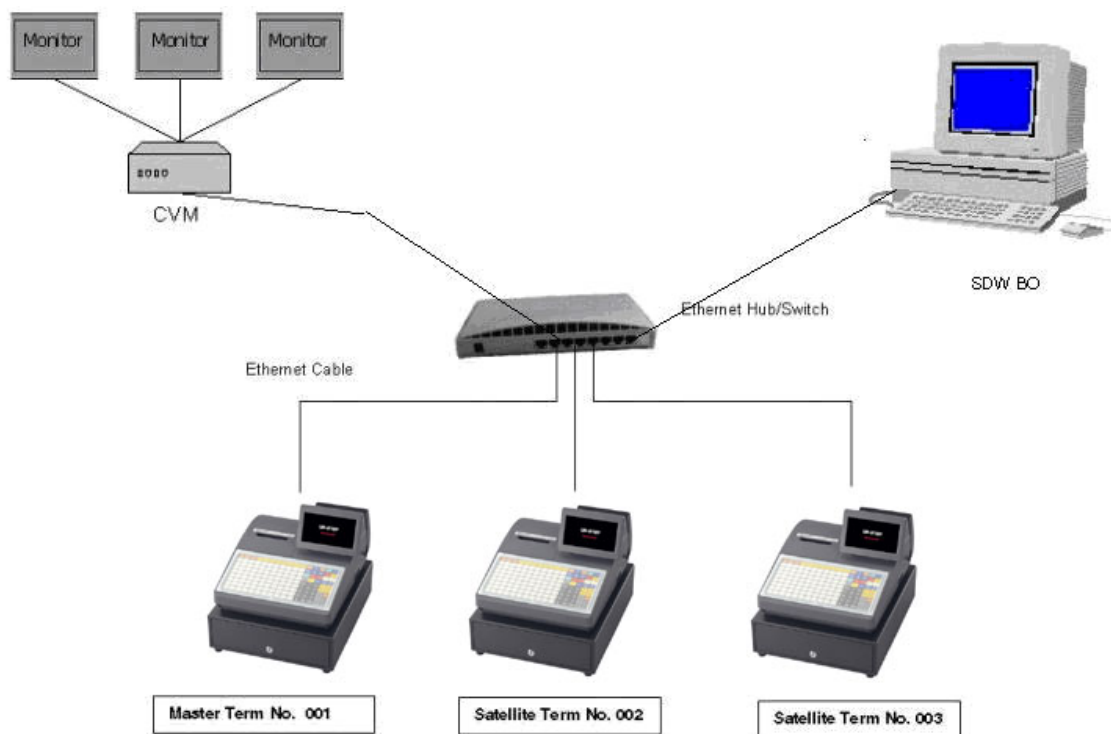 Monitor
Monitor
Monitor
CVM
SDW BO
Ethernet Hub/Switch
Ethernet Cable
Master Term No. 001
Satellite Term No. 002
Satellite Term No. 003